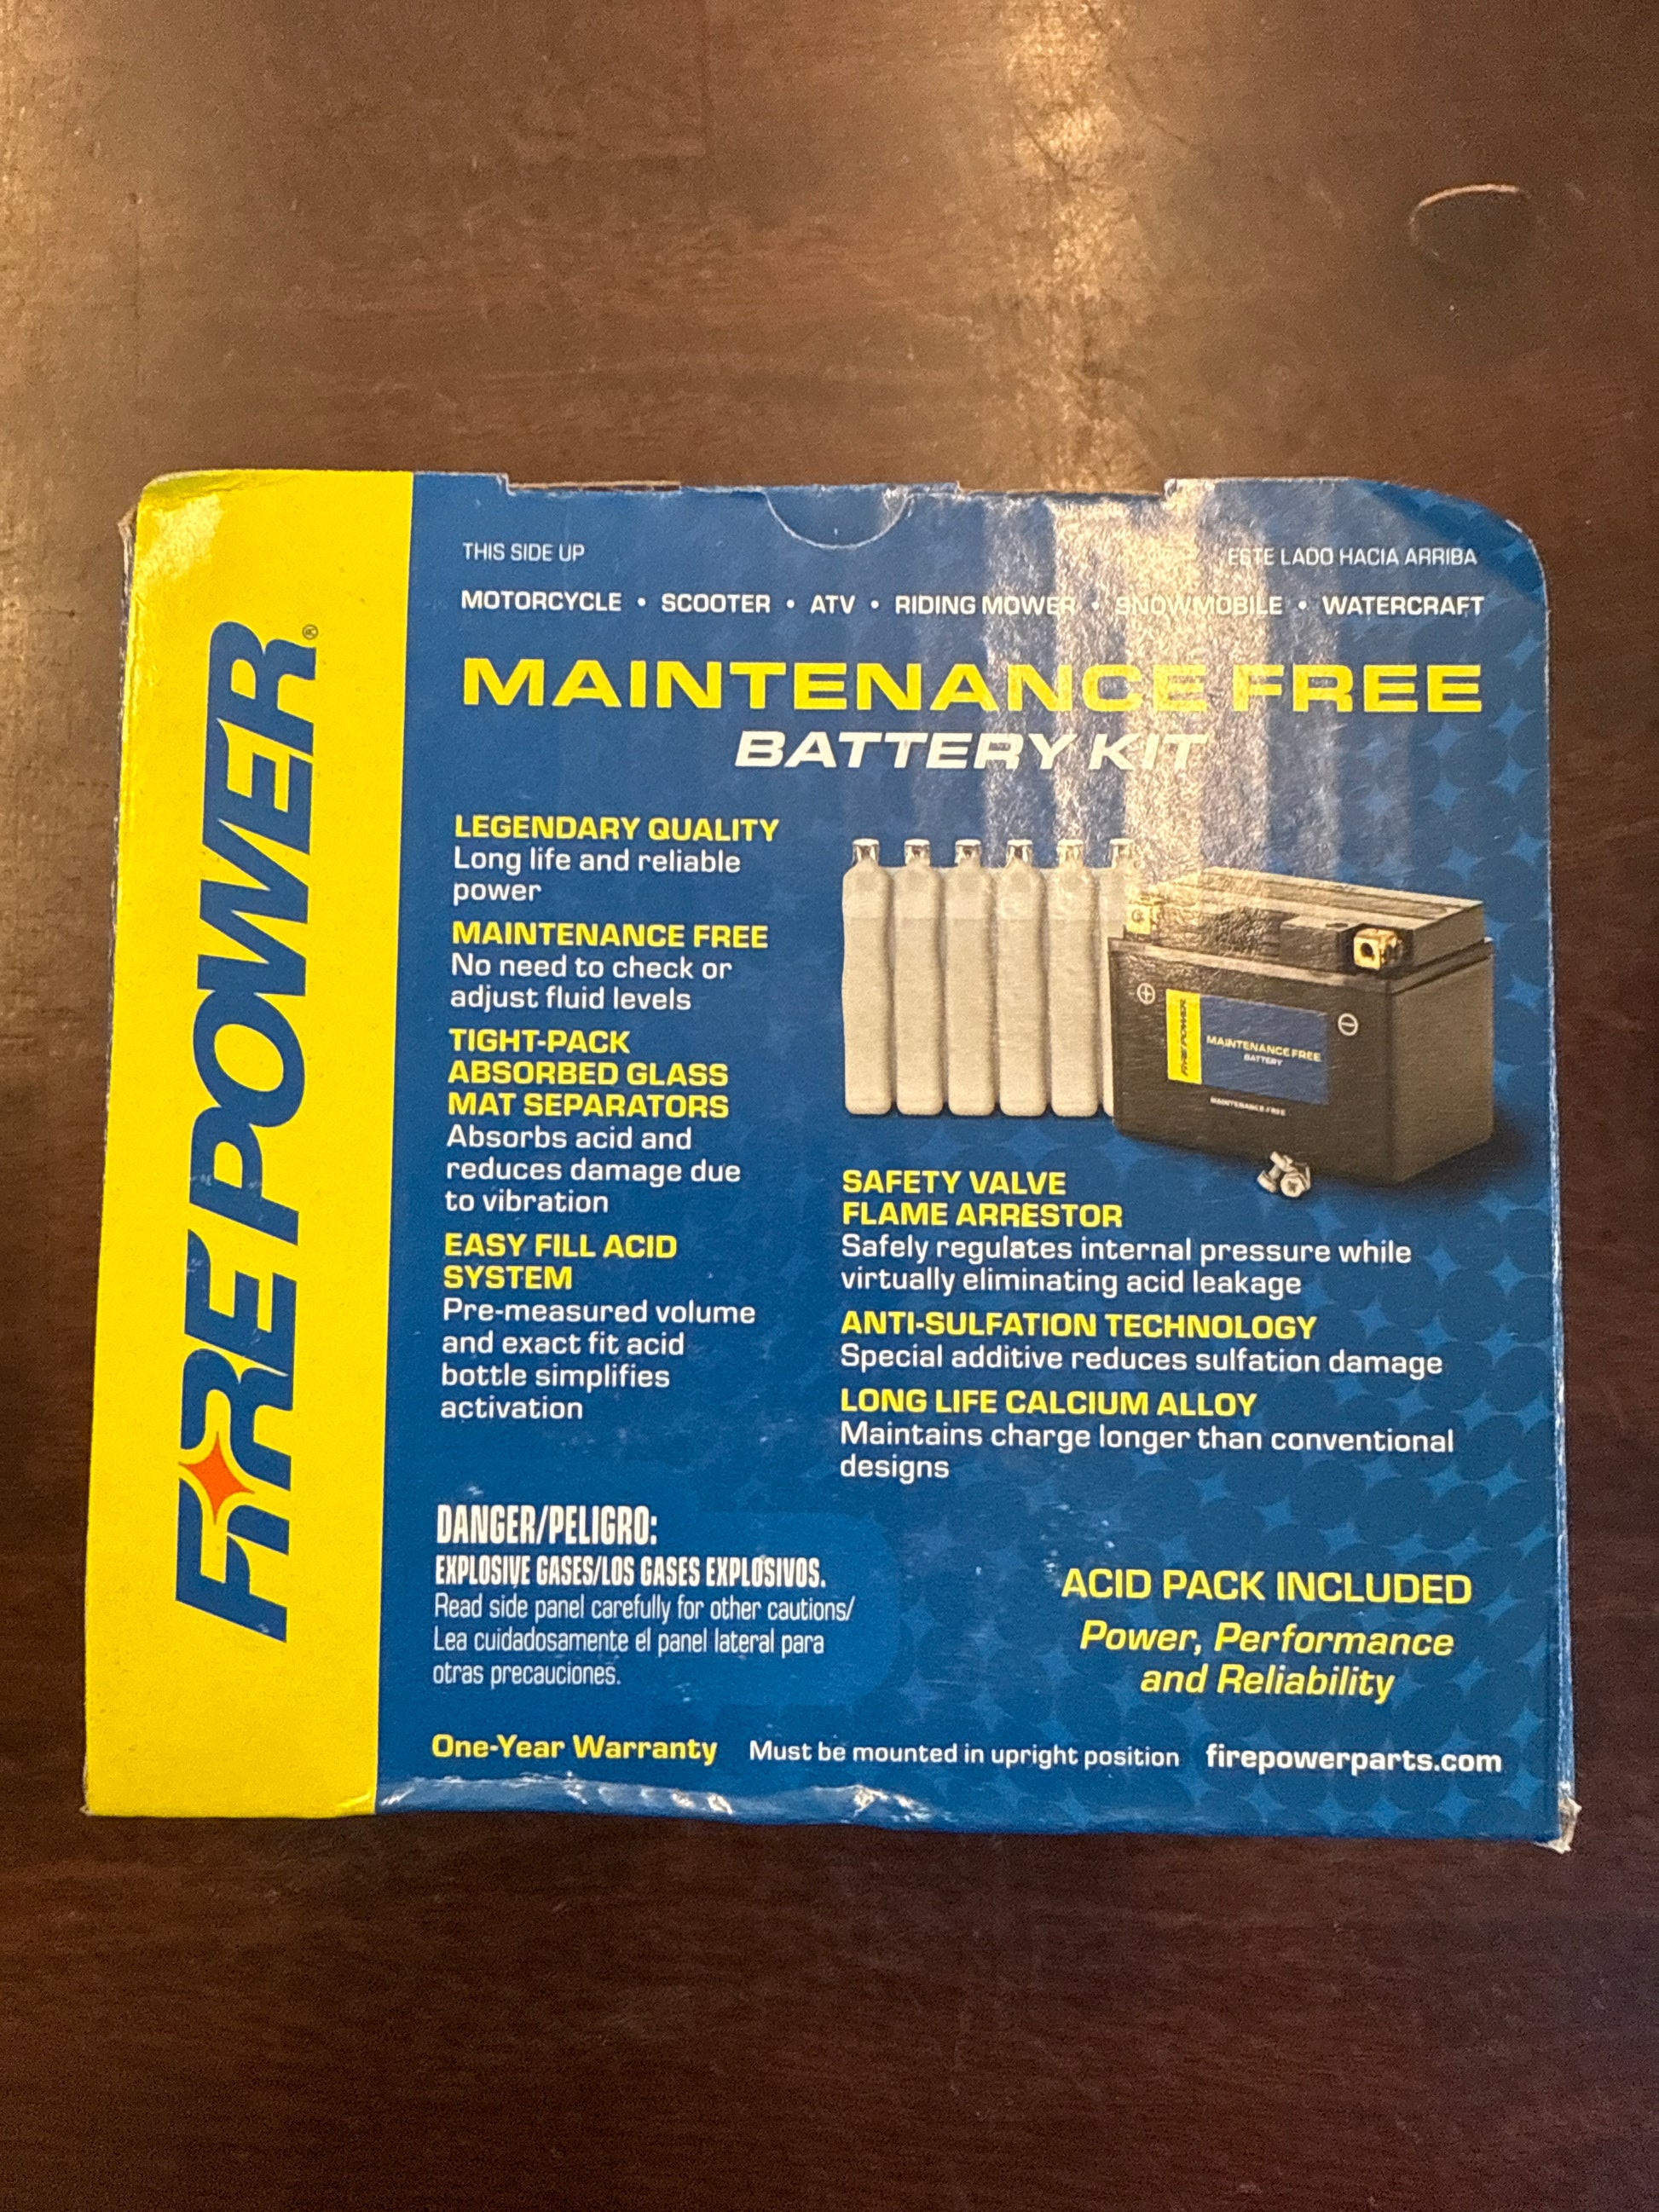 FIRE POWER®
THIS SIDE UP
ESTE LADO HACIA ARRIBA
MOTORCYCLE • SCOOTER • ATV • RIDING MOWER • SNOWMOBILE • WATERCRAFT
MAINTENANCE FREE
BATTERY KIT
LEGENDARY QUALITY
Long life and reliable
power
MAINTENANCE FREE
No need to check or
adjust fluid levels
TIGHT-PACK
ABSORBED GLASS
MAT SEPARATORS
Absorbs acid and
reduces damage due
to vibration
EASY FILL ACID
SYSTEM
Pre-measured volume
and exact fit acid
bottle simplifies
activation
FIRE POWER
MAINTENANCE FREE
BATTERY
MAINTENANCE FREE
SAFETY VALVE
FLAME ARRESTOR
Safely regulates internal pressure while
virtually eliminating acid leakage
ANTI-SULFATION TECHNOLOGY
Special additive reduces sulfation damage
LONG LIFE CALCIUM ALLOY
Maintains charge longer than conventional
designs
DANGER/PELIGRO:
EXPLOSIVE GASES/LOS GASES EXPLOSIVOS.
Read side panel carefully for other cautions/
Lea cuidadosamente el panel lateral para
otras precauciones.
ACID PACK INCLUDED
Power, Performance
and Reliability
One-Year Warranty Must be mounted in upright position firepowerparts.com